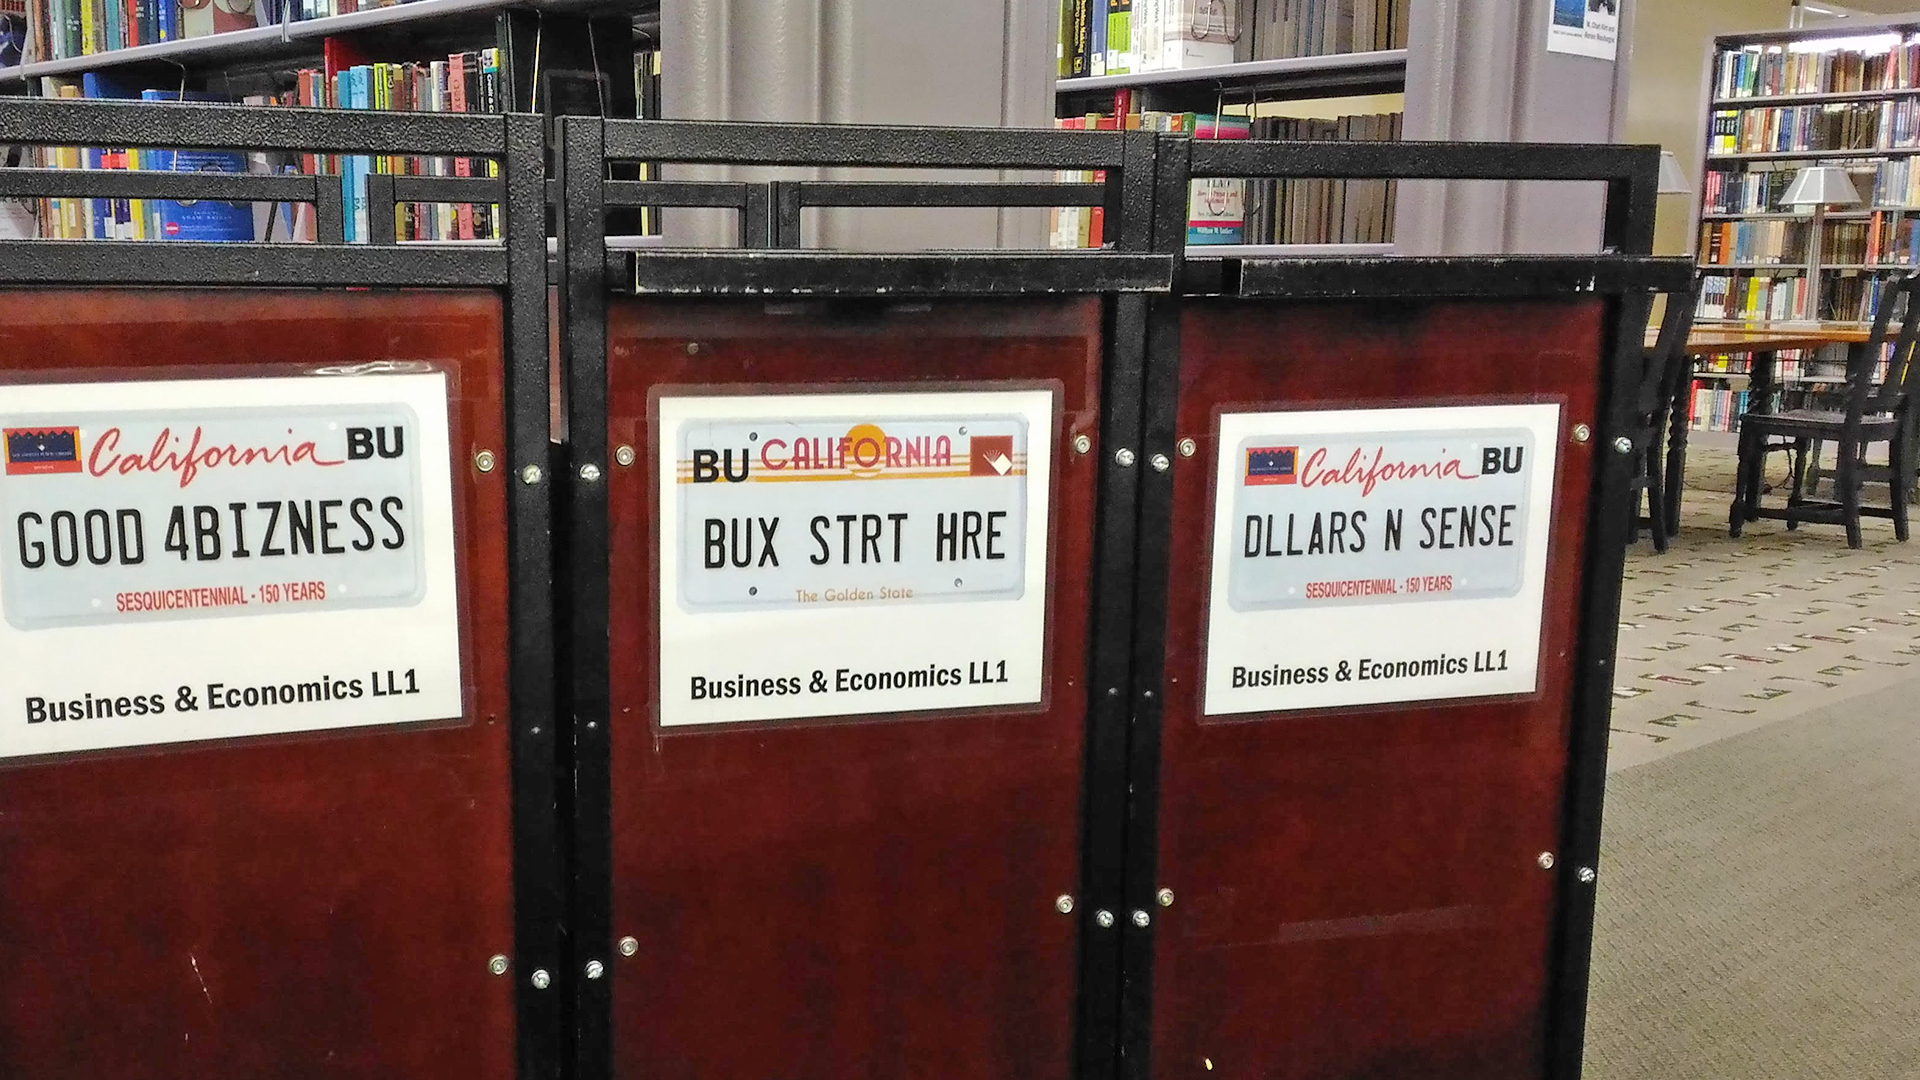 California BU
GOOD 4BIZNESS
SESQUICENTENNIAL - 150 YEARS
Business & Economics LL1
BU CALIFORNIA
BUX STRT HRE
The Golden State
Business & Economics LL1
California BU
DLLARS N SENSE
SESQUICENTENNIAL - 150 YEARS
Business & Economics LL1